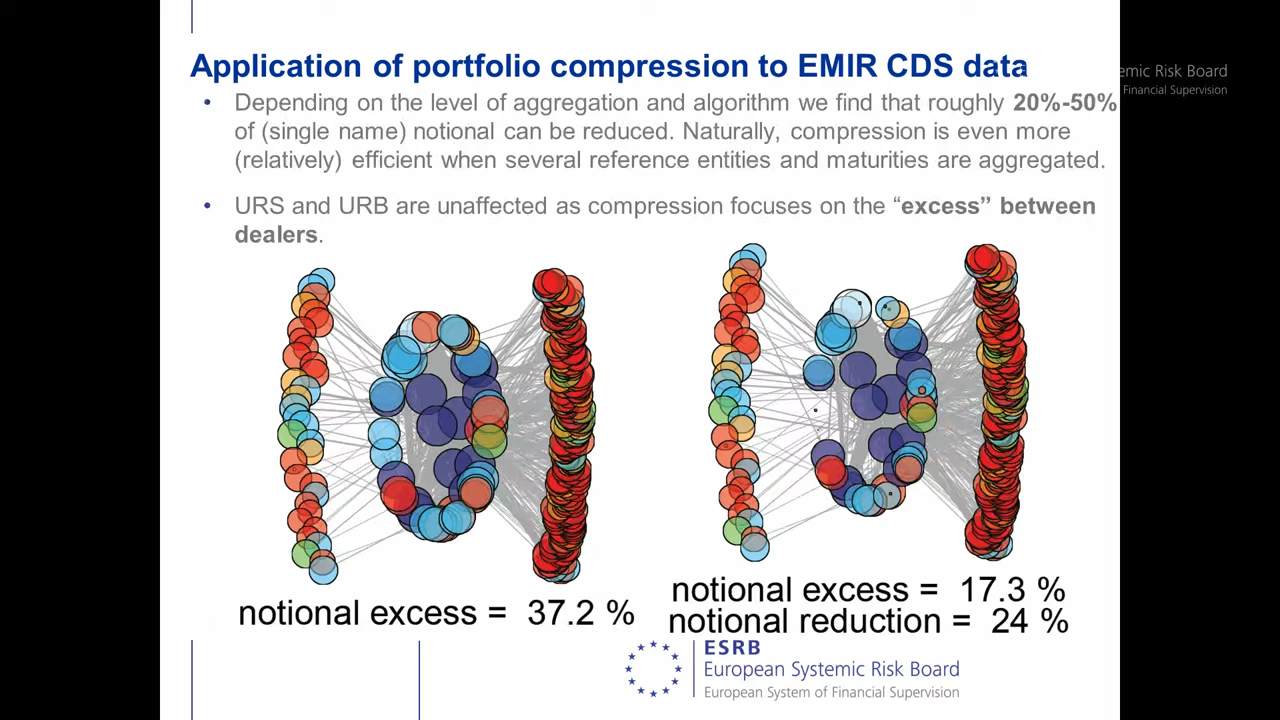 Application of portfolio compression to EMIR CDS data
emic Risk Board
Financial Supervision
• Depending on the level of aggregation and algorithm we find that roughly 20%-50%
of (single name) notional can be reduced. Naturally, compression is even more
(relatively) efficient when several reference entities and maturities are aggregated.
• URS and URB are unaffected as compression focuses on the “excess” between
dealers.
notional excess = 37.2 %
notional excess = 17.3 %
notional reduction = 24 %
ESRB
European Systemic Risk Board
European System of Financial Supervision